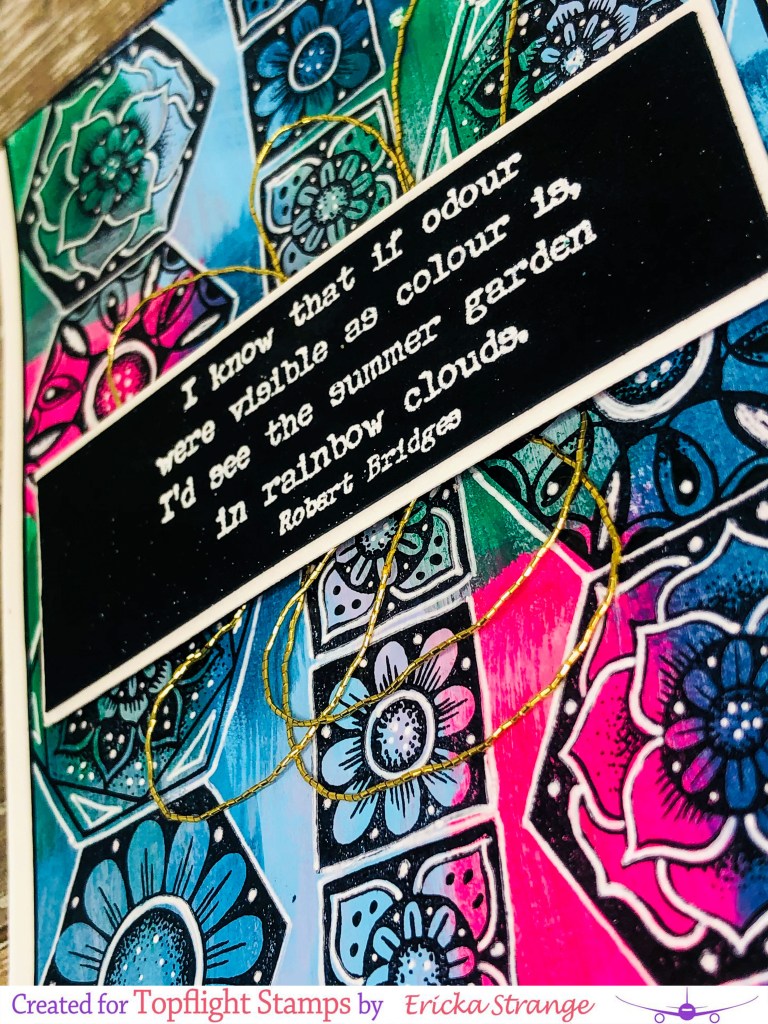 I know that if odour
were visible as colour is,
I'd see the summer garden
in rainbow clouds.
Robert Bridges
Created for Topflight Stamps by Ericka Strange